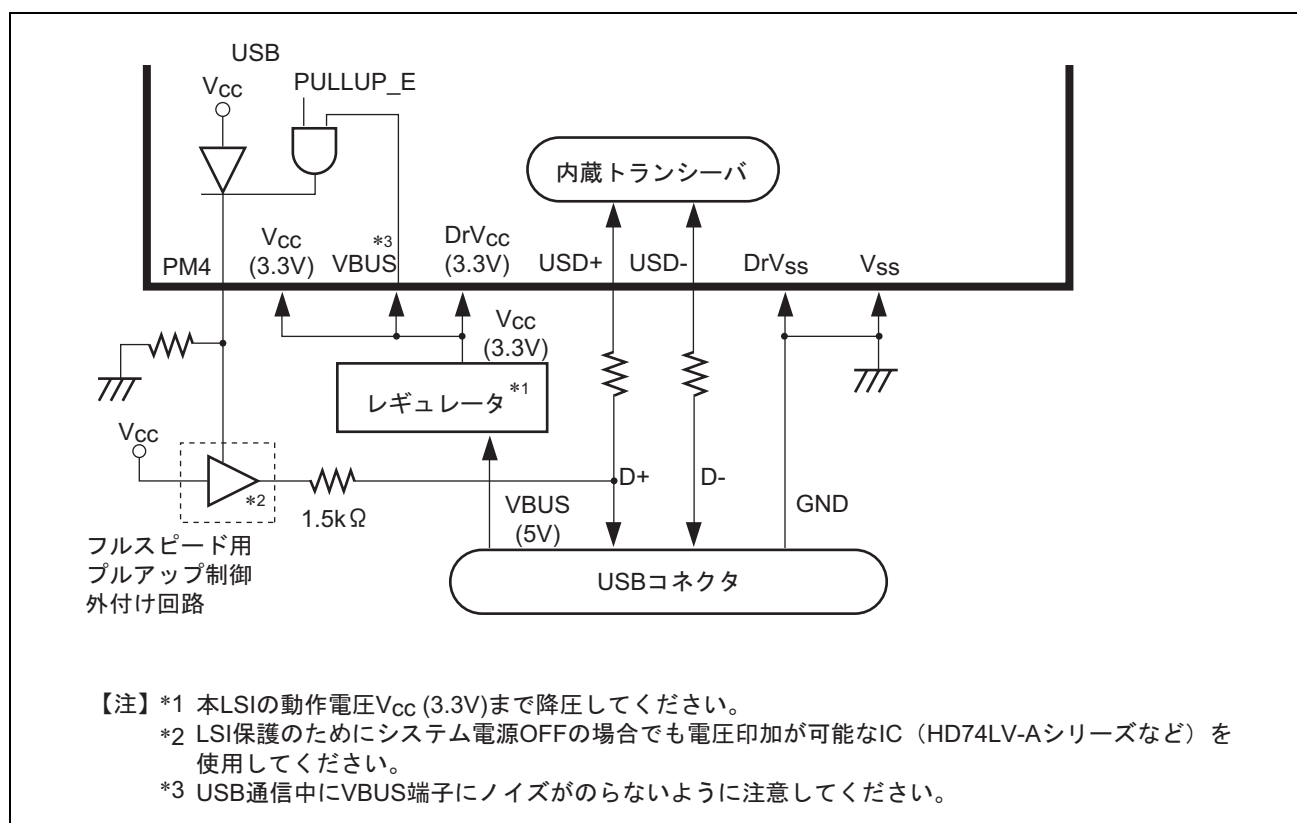 USB
VCC
PULLUP_E
内蔵トランシーバ
PM4
VCC
(3.3V)
*3
VBUS
DrVCC
(3.3V)
USD+
USD-
DrVSS
VSS
VCC
(3.3V)
レギュレータ*1
VCC
*2
1.5kΩ
D+
D-
VBUS
(5V)
GND
フルスピード用
プルアップ制御
外付け回路
USBコネクタ
【注】*1 本LSIの動作電圧VCC (3.3V)まで降圧してください。
*2 LSI保護のためにシステム電源OFFの場合でも電圧印加が可能なIC（HD74LV-Aシリーズなど）を
使用してください。
*3 USB通信中にVBUS端子にノイズがのらないように注意してください。